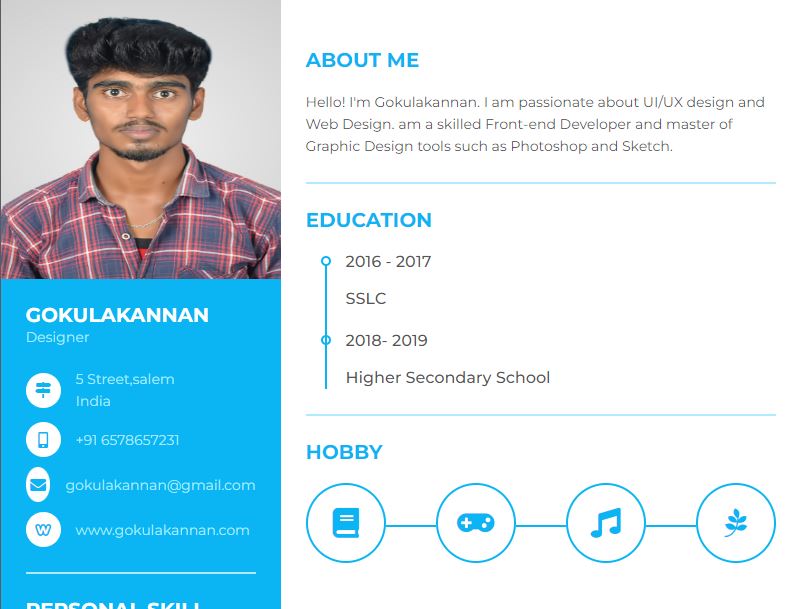 GOKULAKANNAN
Designer
5 Street,salem
India
+91 6578657231
gokulakannan@gmail.com
www.gokulakannan.com
PERSONAL SKILL
ABOUT ME
Hello! I'm Gokulakannan. I am passionate about UI/UX design and
Web Design. am a skilled Front-end Developer and master of
Graphic Design tools such as Photoshop and Sketch.
EDUCATION
2016 - 2017
SSLC
2018- 2019
Higher Secondary School
HOBBY